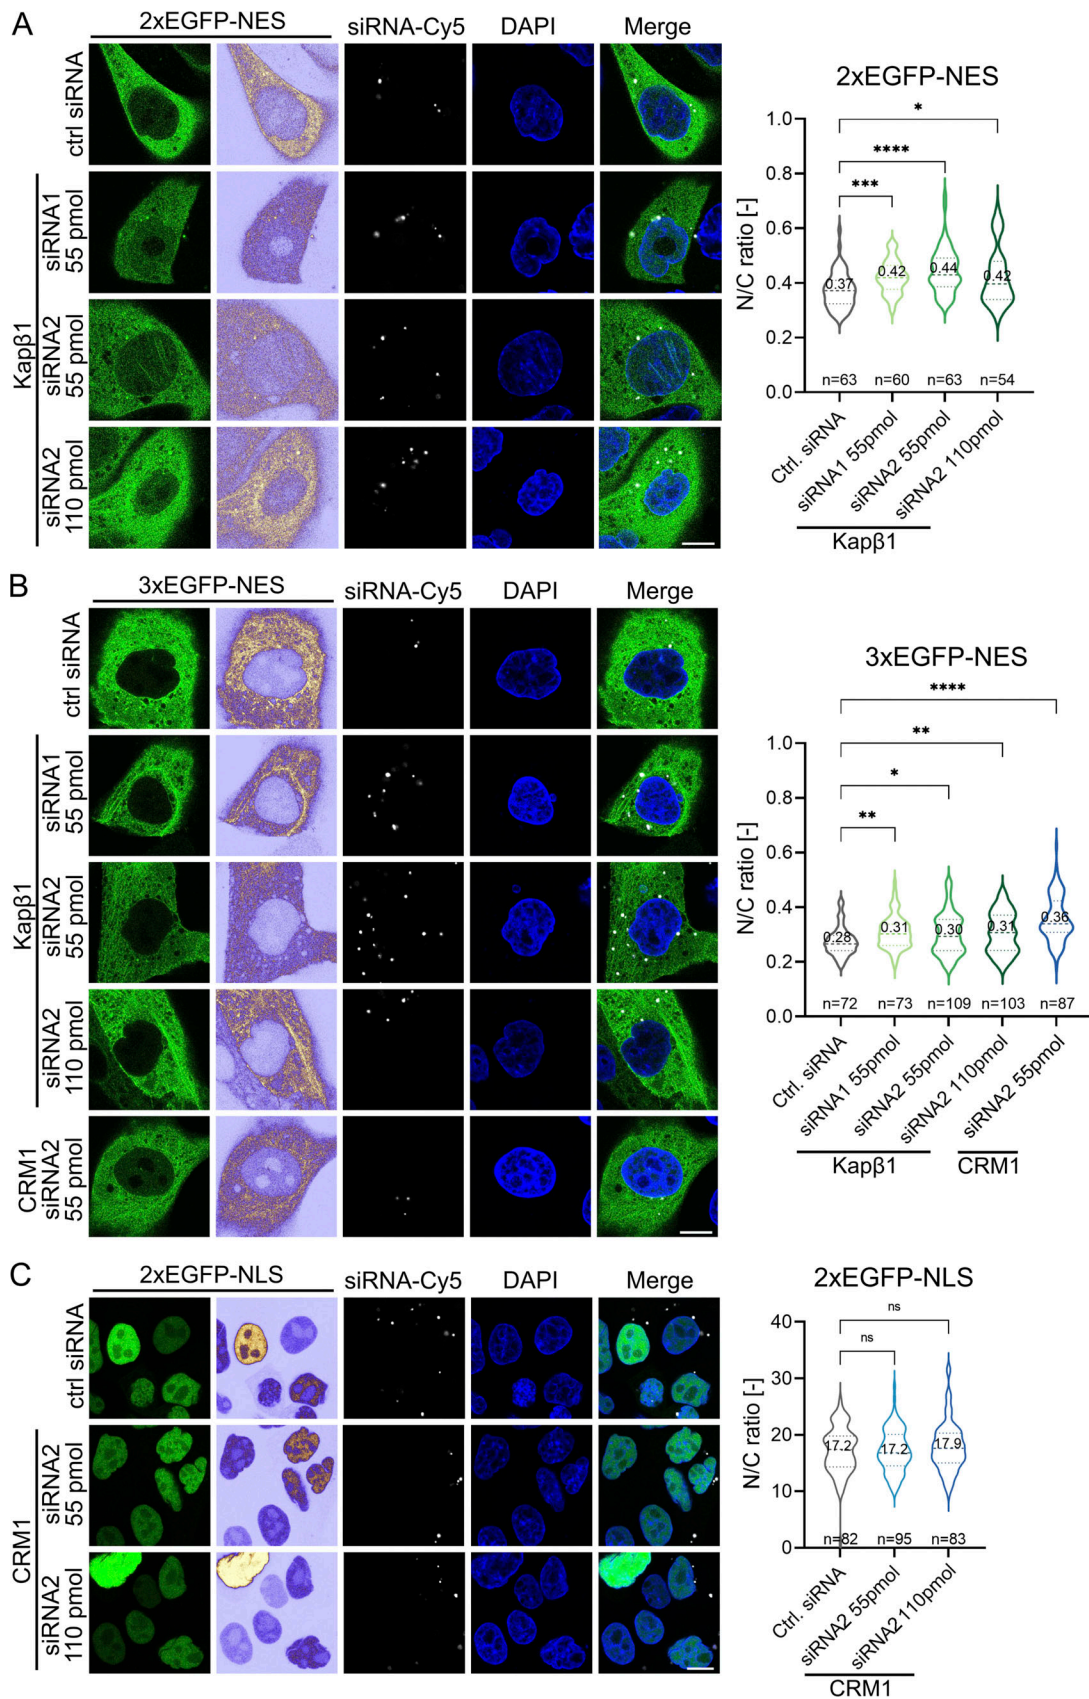 A
2xEGFP-NES
siRNA-Cy5
DAPI
Merge
ctrl siRNA
Kapβ1
siRNA1
55 pmol
siRNA2
55 pmol
siRNA2
110 pmol
2xEGFP-NES
N/C ratio [-]
1.0
0.8
0.6
0.4
0.2
0.0
*
****
***
0.37
0.42
0.44
0.42
n=63
n=60
n=63
n=54
Ctrl. siRNA
siRNA1 55pmol
siRNA2 55pmol
siRNA2 110pmol
Kapβ1
B
3xEGFP-NES
siRNA-Cy5
DAPI
Merge
ctrl siRNA
Kapβ1
siRNA1
55 pmol
siRNA2
55 pmol
siRNA2
110 pmol
CRM1
siRNA2
55 pmol
3xEGFP-NES
N/C ratio [-]
1.0
0.8
0.6
0.4
0.2
0.0
****
**
*
**
0.28
0.31
0.30
0.31
0.36
n=72
n=73
n=109
n=103
n=87
Ctrl. siRNA
siRNA1 55pmol
siRNA2 55pmol
siRNA2 110pmol
siRNA2 55pmol
Kapβ1
CRM1
C
2xEGFP-NLS
siRNA-Cy5
DAPI
Merge
ctrl siRNA
CRM1
siRNA2
55 pmol
siRNA2
110 pmol
2xEGFP-NLS
N/C ratio [-]
40
30
20
10
0
ns
ns
17.2
17.2
17.9
n=82
n=95
n=83
Ctrl. siRNA
siRNA2 55pmol
siRNA2 110pmol
CRM1